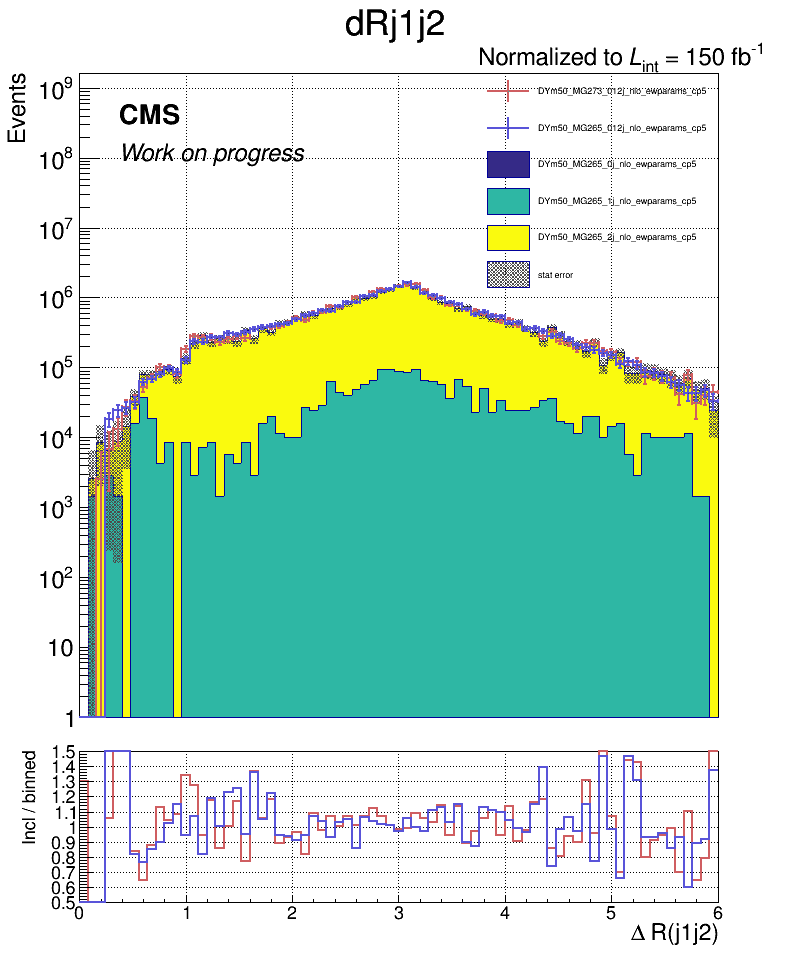 dRj1j2
Normalized to Lint = 150 fb-1
Events
CMS
Work on progress
DYm50_MG273_012j_nlo_ewparams_cp5
DYm50_MG265_012j_nlo_ewparams_cp5
DYm50_MG265_0j_nlo_ewparams_cp5
DYm50_MG265_1j_nlo_ewparams_cp5
DYm50_MG265_2j_nlo_ewparams_cp5
stat error
10^9
10^8
10^7
10^6
10^5
10^4
10^3
10^2
10
1
Incl / binned
1.5
1.4
1.3
1.2
1.1
1
0.9
0.8
0.7
0.6
0.5
0 1 2 3 4 5 6
Δ R(j1j2)